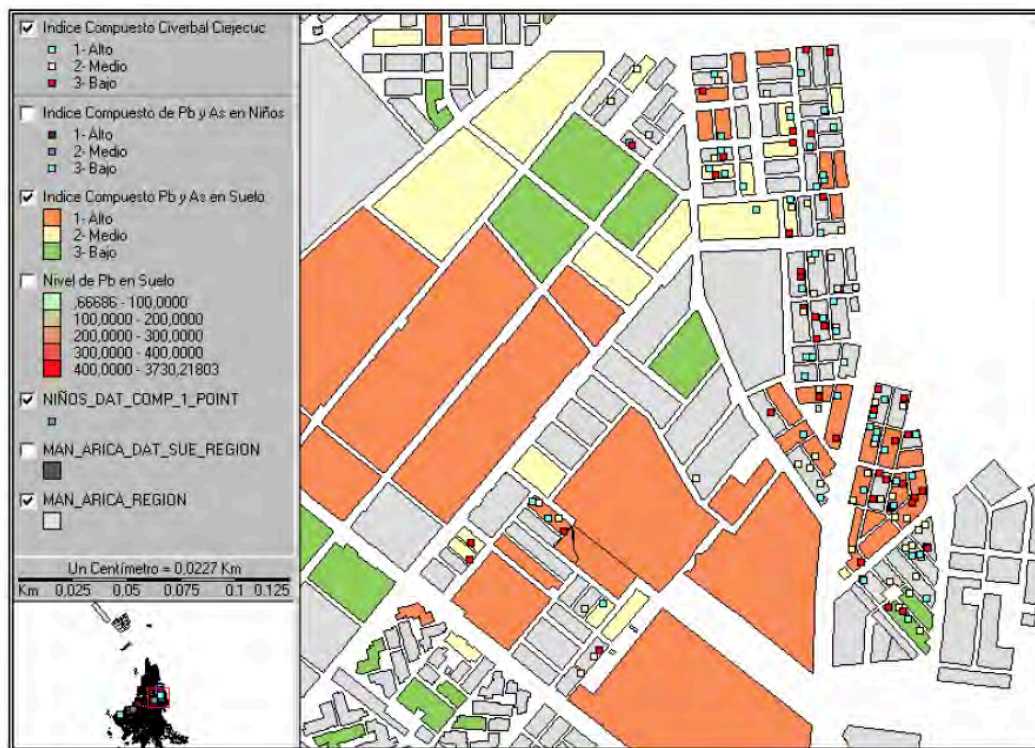 Indice Compuesto Civerbal Ciejecuc
1- Alto
2- Medio
3- Bajo
Indice Compuesto de Pb y As en Niños
1- Alto
2- Medio
3- Bajo
Indice Compuesto Pb y As en Suelo
1- Alto
2- Medio
3- Bajo
Nivel de Pb en Suelo
,66686 - 100,0000
100,0000 - 200,0000
200,0000 - 300,0000
300,0000 - 400,0000
400,0000 - 3730,21803
NIÑOS_DAT_COMP_1_POINT
MAN_ARICA_DAT_SUE_REGION
MAN_ARICA_REGION
Un Centímetro = 0,0227 Km
Km 0,025 0,05 0,075 0,1 0,125